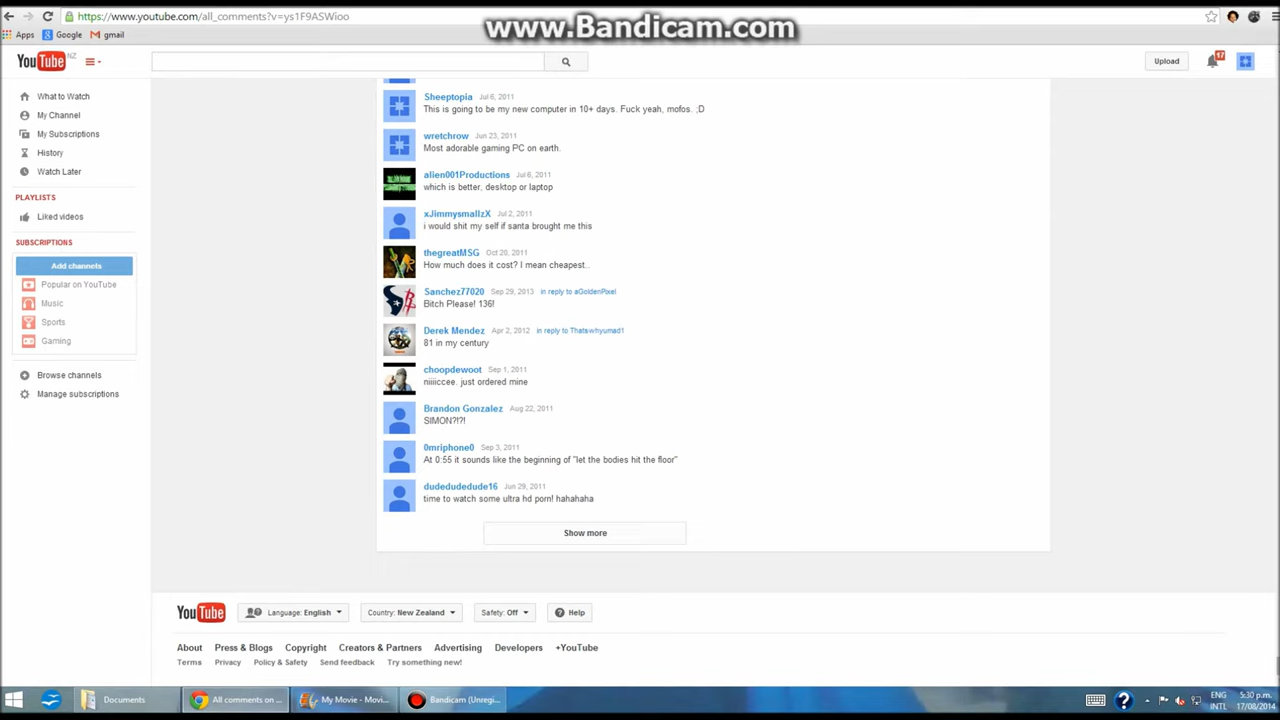 https://www.youtube.com/all_comments?v=ys1F9ASWioo
www.Bandicam.com
Apps Google gmail
YouTube NZ
Upload
17
What to Watch
My Channel
My Subscriptions
History
Watch Later
PLAYLISTS
Liked videos
SUBSCRIPTIONS
Add channels
Popular on YouTube
Music
Sports
Gaming
Browse channels
Manage subscriptions
Sheeptopia Jul 6, 2011
This is going to be my new computer in 10+ days. Fuck yeah, mofos. ;D
wretchrow Jun 23, 2011
Most adorable gaming PC on earth.
alien001Productions Jul 6, 2011
which is better, desktop or laptop
xJimmysmallzX Jul 2, 2011
i would shit my self if santa brought me this
thegreatMSG Oct 20, 2011
How much does it cost? I mean cheapest..
Sanchez77020 Sep 29, 2013 in reply to aGoldenPixel
Bitch Please! 136!
Derek Mendez Apr 2, 2012 in reply to Thatswhyumad1
81 in my century
choopdewoot Sep 1, 2011
niiiiccee. just ordered mine
Brandon Gonzalez Aug 22, 2011
SIMON?!?!
0mriphone0 Sep 3, 2011
At 0:55 it sounds like the beginning of "let the bodies hit the floor"
dudedudedude16 Jun 29, 2011
time to watch some ultra hd porn! hahahaha
Show more
YouTube Language: English Country: New Zealand Safety: Off Help
About Press & Blogs Copyright Creators & Partners Advertising Developers +YouTube
Terms Privacy Policy & Safety Send feedback Try something new!
Documents All comments on ... My Movie - Movi... Bandicam (Unregi...
ENG 5:30 p.m.
INTL 17/08/2014